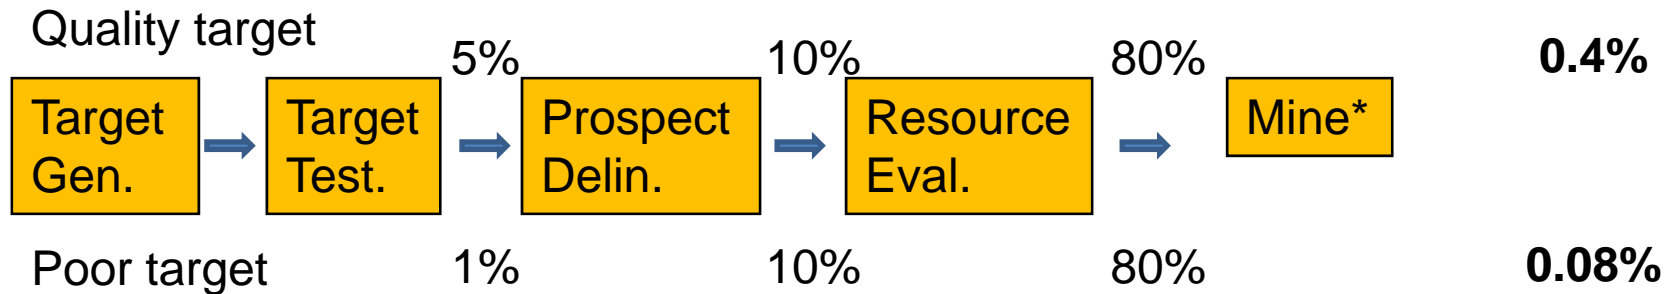 Quality target
5% 10% 80% 0.4%
Target Target Prospect Resource Mine*
Gen. Test. Delin. Eval.
Poor target 1% 10% 80% 0.08%